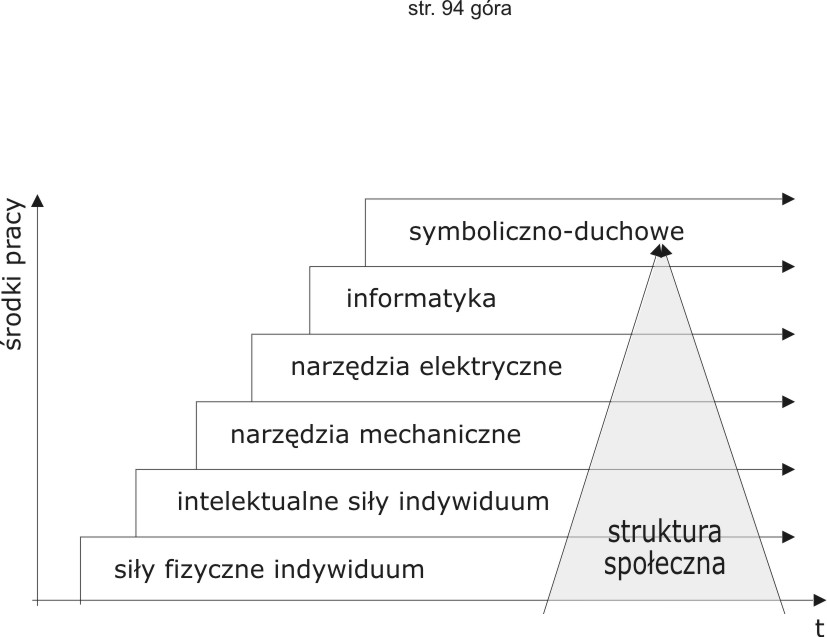 str. 94 góra
środki pracy
symboliczno-duchowe
informatyka
narzędzia elektryczne
narzędzia mechaniczne
intelektualne siły indywiduum
struktura
społeczna
siły fizyczne indywiduum
t